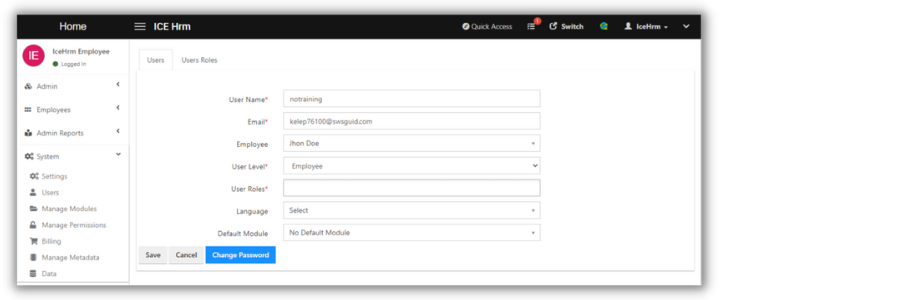 Home
ICE Hrm
Quick Access
Switch
IceHrm
IE
IceHrm Employee
Logged in
Admin
Employees
Admin Reports
System
Settings
Users
Manage Modules
Manage Permissions
Billing
Manage Metadata
Data
Users Users Roles
User Name* notraining
Email* kelep76100@swsguid.com
Employee Jhon Doe
User Level* Employee
User Roles*
Language Select
Default Module No Default Module
Save Cancel Change Password